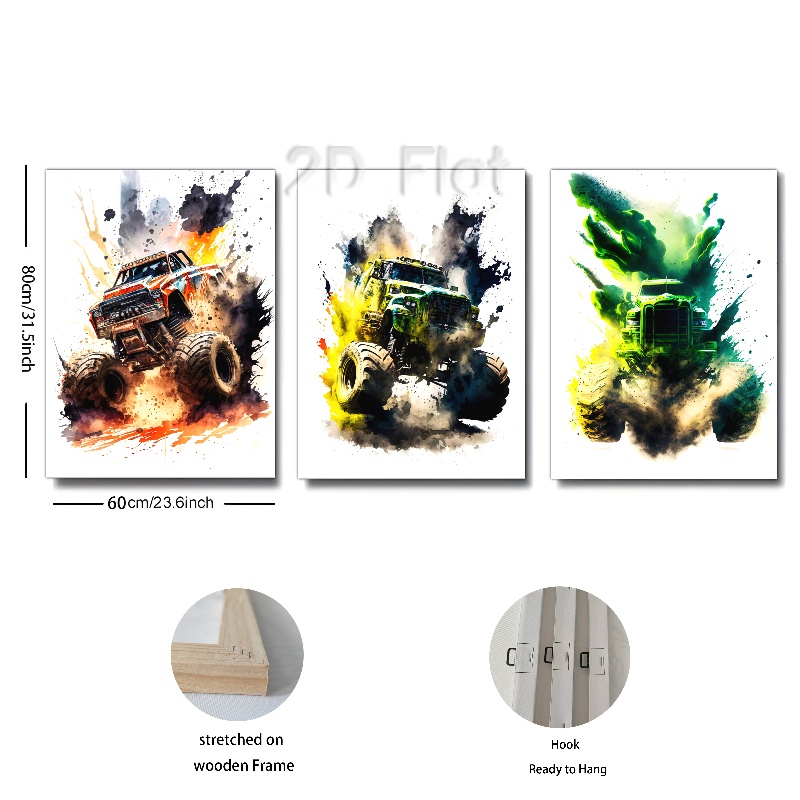 2D Flat
80cm/31.5inch
60cm/23.6inch
stretched on
wooden Frame
Hook
Ready to Hang